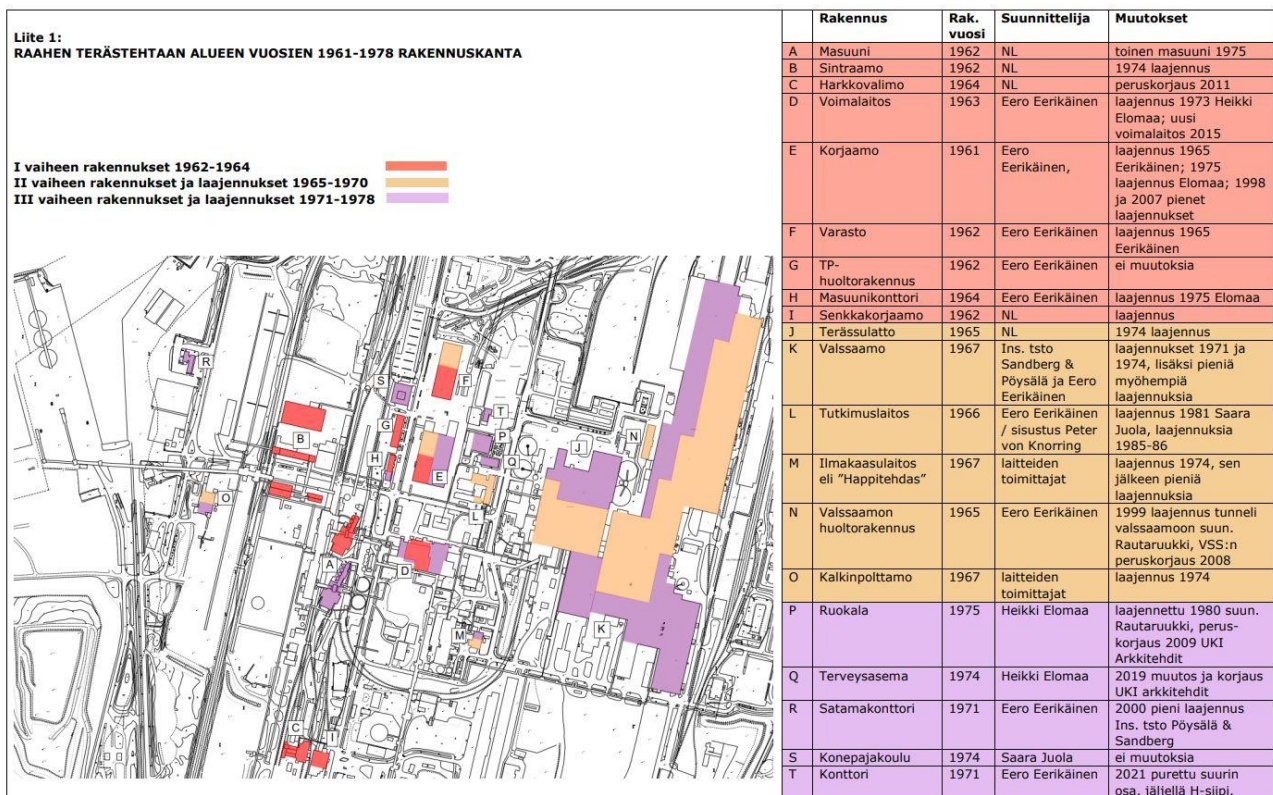 Liite 1:
RAAHEN TERÄSTEHTAAN ALUEEN VUOSIEN 1961-1978 RAKENNUSKANTA
I vaiheen rakennukset 1962-1964
II vaiheen rakennukset ja laajennukset 1965-1970
III vaiheen rakennukset ja laajennukset 1971-1978
R
S
F
T
G
P
B
J
N
H
Q
E
O
L
A
D
M
K
C
I
Rakennus Rak. vuosi Suunnittelija Muutokset
A Masuuni 1962 NL toinen masuuni 1975
B Sintraamo 1962 NL 1974 laajennus
C Harkkovalimo 1964 NL peruskorjaus 2011
D Voimalaitos 1963 Eero Eerikäinen laajennus 1973 Heikki
Elomaa; uusi
voimalaitos 2015
E Korjaamo 1961 Eero Eerikäinen, laajennus 1965
Eerikäinen; 1975
laajennus Elomaa; 1998
ja 2007 pienet
laajennukset
F Varasto 1962 Eero Eerikäinen laajennus 1965
Eerikäinen
G TP-huoltorakennus 1962 Eero Eerikäinen ei muutoksia
H Masuunikonttori 1964 Eero Eerikäinen laajennus 1975 Elomaa
I Senkkakorjaamo 1962 NL laajennus
J Terässulatto 1965 NL 1974 laajennus
K Valssaamo 1967 Ins. tsto Sandberg & Pöysälä ja Eero Eerikäinen laajennukset 1971 ja
1974, lisäksi pieniä
myöhempiä
laajennuksia
L Tutkimuslaitos 1966 Eero Eerikäinen / sisustus Peter von Knorring laajennus 1981 Saara
Juola, laajennuksia
1985-86
M Ilmakaasulaitos eli ”Happitehdas” 1967 laitteiden toimittajat laajennus 1974, sen
jälkeen pieniä
laajennuksia
N Valssaamon huoltorakennus 1965 Eero Eerikäinen 1999 laajennus tunneli
valssaamoon suun.
Rautaruukki, VSS:n
peruskorjaus 2008
O Kalkinpolttamo 1967 laitteiden toimittajat laajennus 1974
P Ruokala 1975 Heikki Elomaa laajennettu 1980 suun.
Rautaruukki, perus-
korjaus 2009 UKI
Arkkitehdit
Q Terveysasema 1974 Heikki Elomaa 2019 muutos ja korjaus
UKI arkkitehdit
R Satamakonttori 1971 Eero Eerikäinen 2000 pieni laajennus
Ins. tsto Pöysälä &
Sandberg
S Konepajakoulu 1974 Saara Juola ei muutoksia
T Konttori 1971 Eero Eerikäinen 2021 purettu suurin
osa, jäljellä H-siipi.